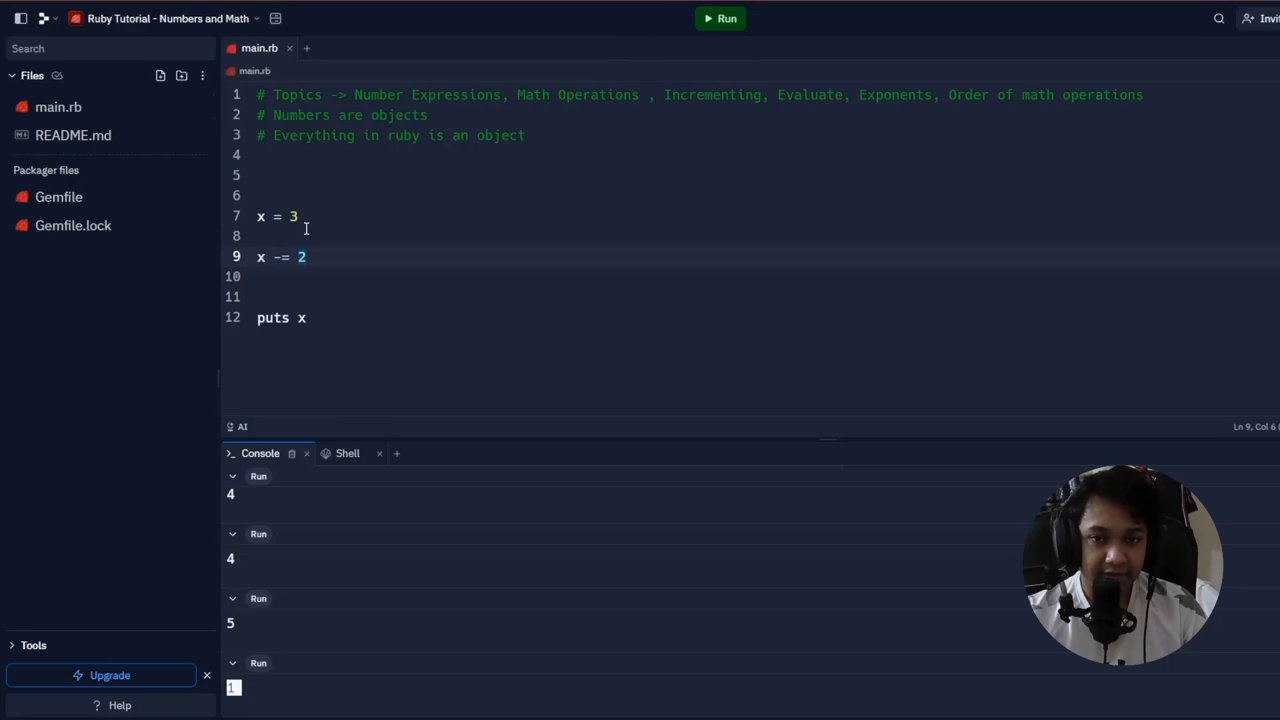 Ruby Tutorial - Numbers and Math
Run
Invi
Search
main.rb
Files
main.rb
main.rb
README.md
Packager files
Gemfile
Gemfile.lock
1 # Topics -> Number Expressions, Math Operations , Incrementing, Evaluate, Exponents, Order of math operations
2 # Numbers are objects
3 # Everything in ruby is an object
4
5
6
7 x = 3
8
9 x -= 2
10
11
12 puts x
AI
Ln 9, Col 6
Console
Shell
Run
4
Run
4
Run
5
Run
1
Tools
Upgrade
Help